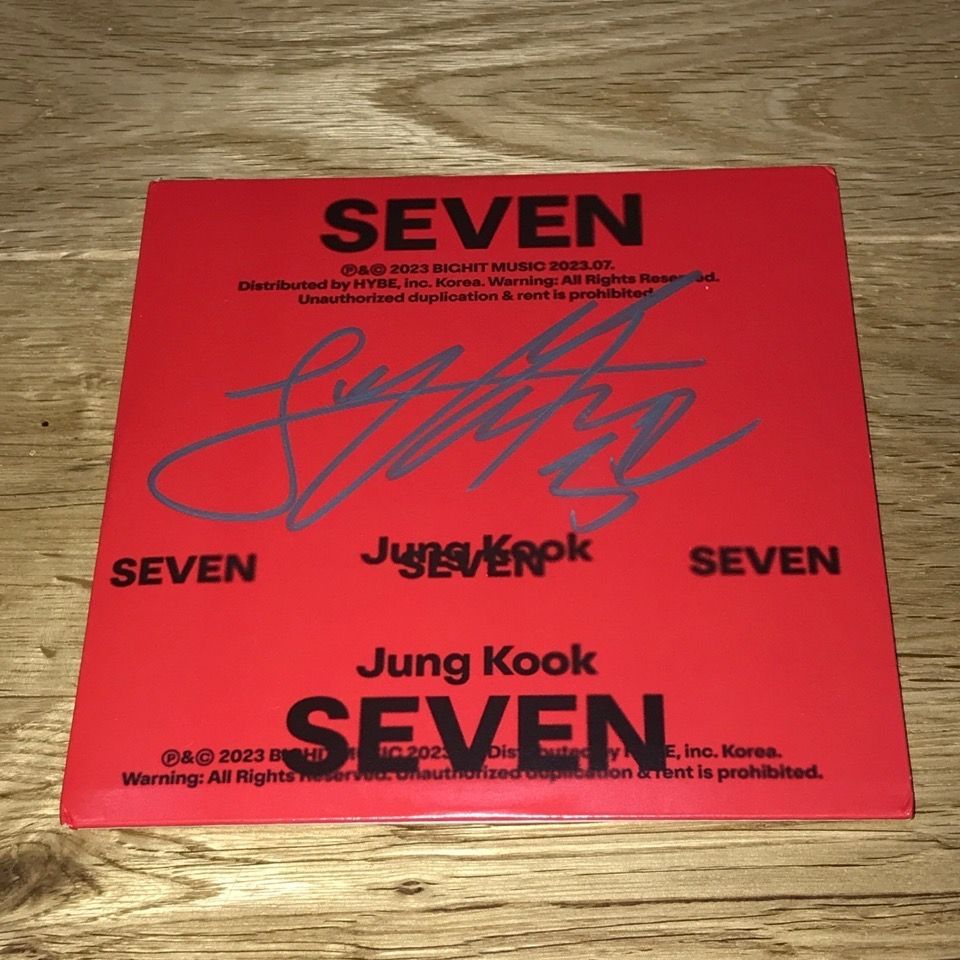 SEVEN
℗&© 2023 BIGHIT MUSIC 2023.07.
Distributed by HYBE, inc. Korea. Warning: All Rights Reserved.
Unauthorized duplication & rent is prohibited.
Jung Kook
SEVEN SEVEN SEVEN
Jung Kook
SEVEN
℗&© 2023 BIGHIT MUSIC 2023 Distributed by HYBE, inc. Korea.
Warning: All Rights Reserved. Unauthorized duplication & rent is prohibited.